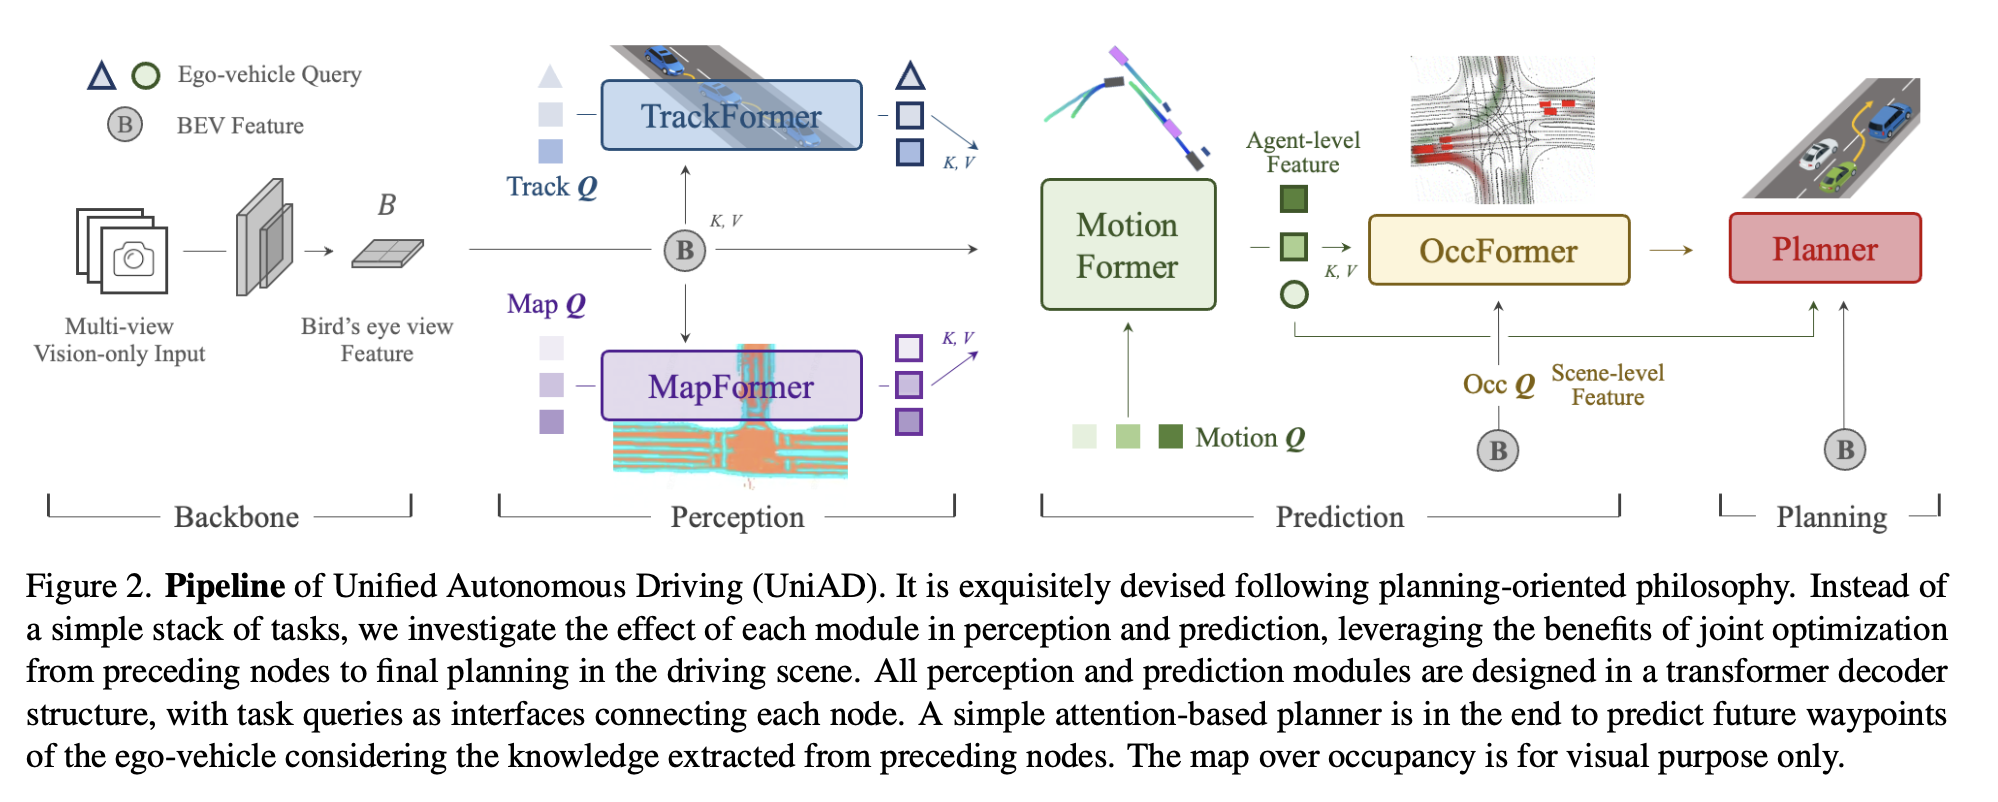 Ego-vehicle Query
B BEV Feature
Multi-view
Vision-only Input
B
Bird's eye view
Feature
Backbone
TrackFormer
Track Q
K, V
K, V
B
Map Q
MapFormer
K, V
Perception
Motion
Former
Motion Q
Agent-level
Feature
K, V
OccFormer
Occ Q
Scene-level
Feature
B
Prediction
Planner
B
Planning
Figure 2. Pipeline of Unified Autonomous Driving (UniAD). It is exquisitely devised following planning-oriented philosophy. Instead of
a simple stack of tasks, we investigate the effect of each module in perception and prediction, leveraging the benefits of joint optimization
from preceding nodes to final planning in the driving scene. All perception and prediction modules are designed in a transformer decoder
structure, with task queries as interfaces connecting each node. A simple attention-based planner is in the end to predict future waypoints
of the ego-vehicle considering the knowledge extracted from preceding nodes. The map over occupancy is for visual purpose only.